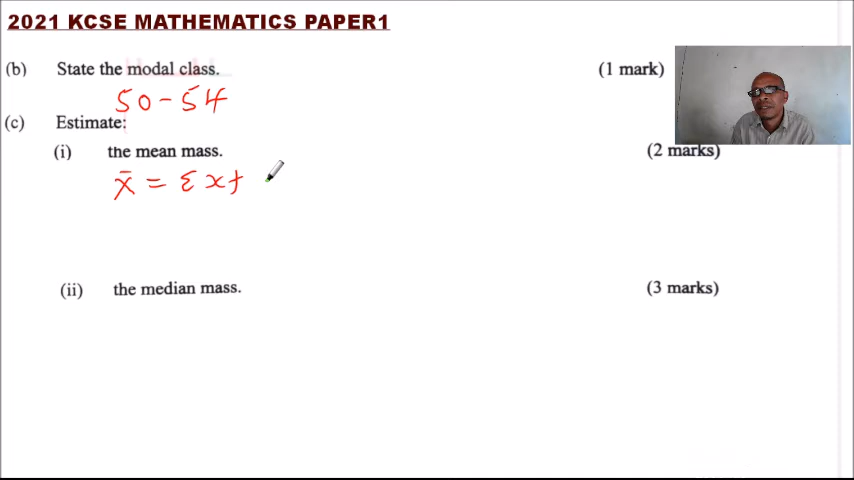 2021 KCSE MATHEMATICS PAPER1
(b) State the modal class. (1 mark)
50-54
(c) Estimate:
(i) the mean mass. (2 marks)
x̄ = Σxf
(ii) the median mass. (3 marks)